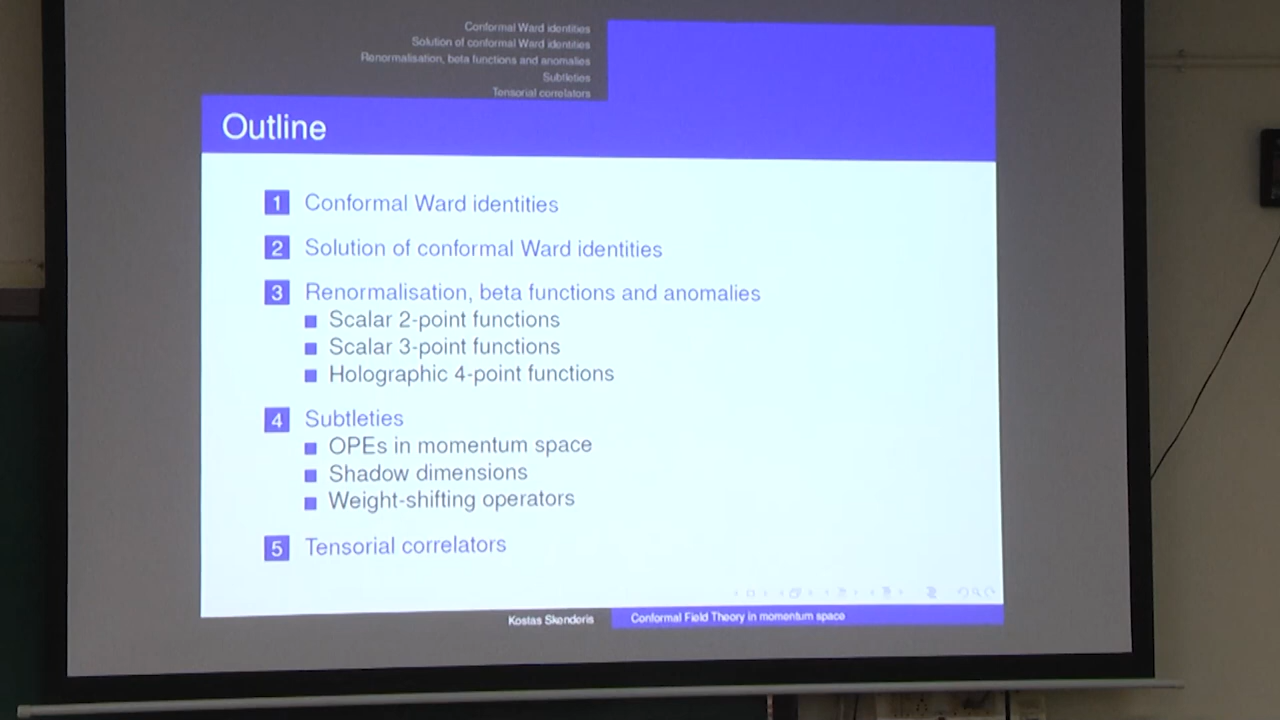 Conformal Ward identities
Solution of conformal Ward identities
Renormalisation, beta functions and anomalies
Subtleties
Tensorial correlators
Outline
1 Conformal Ward identities
2 Solution of conformal Ward identities
3 Renormalisation, beta functions and anomalies
Scalar 2-point functions
Scalar 3-point functions
Holographic 4-point functions
4 Subtleties
OPEs in momentum space
Shadow dimensions
Weight-shifting operators
5 Tensorial correlators
Kostas Skenderis
Conformal Field Theory in momentum space